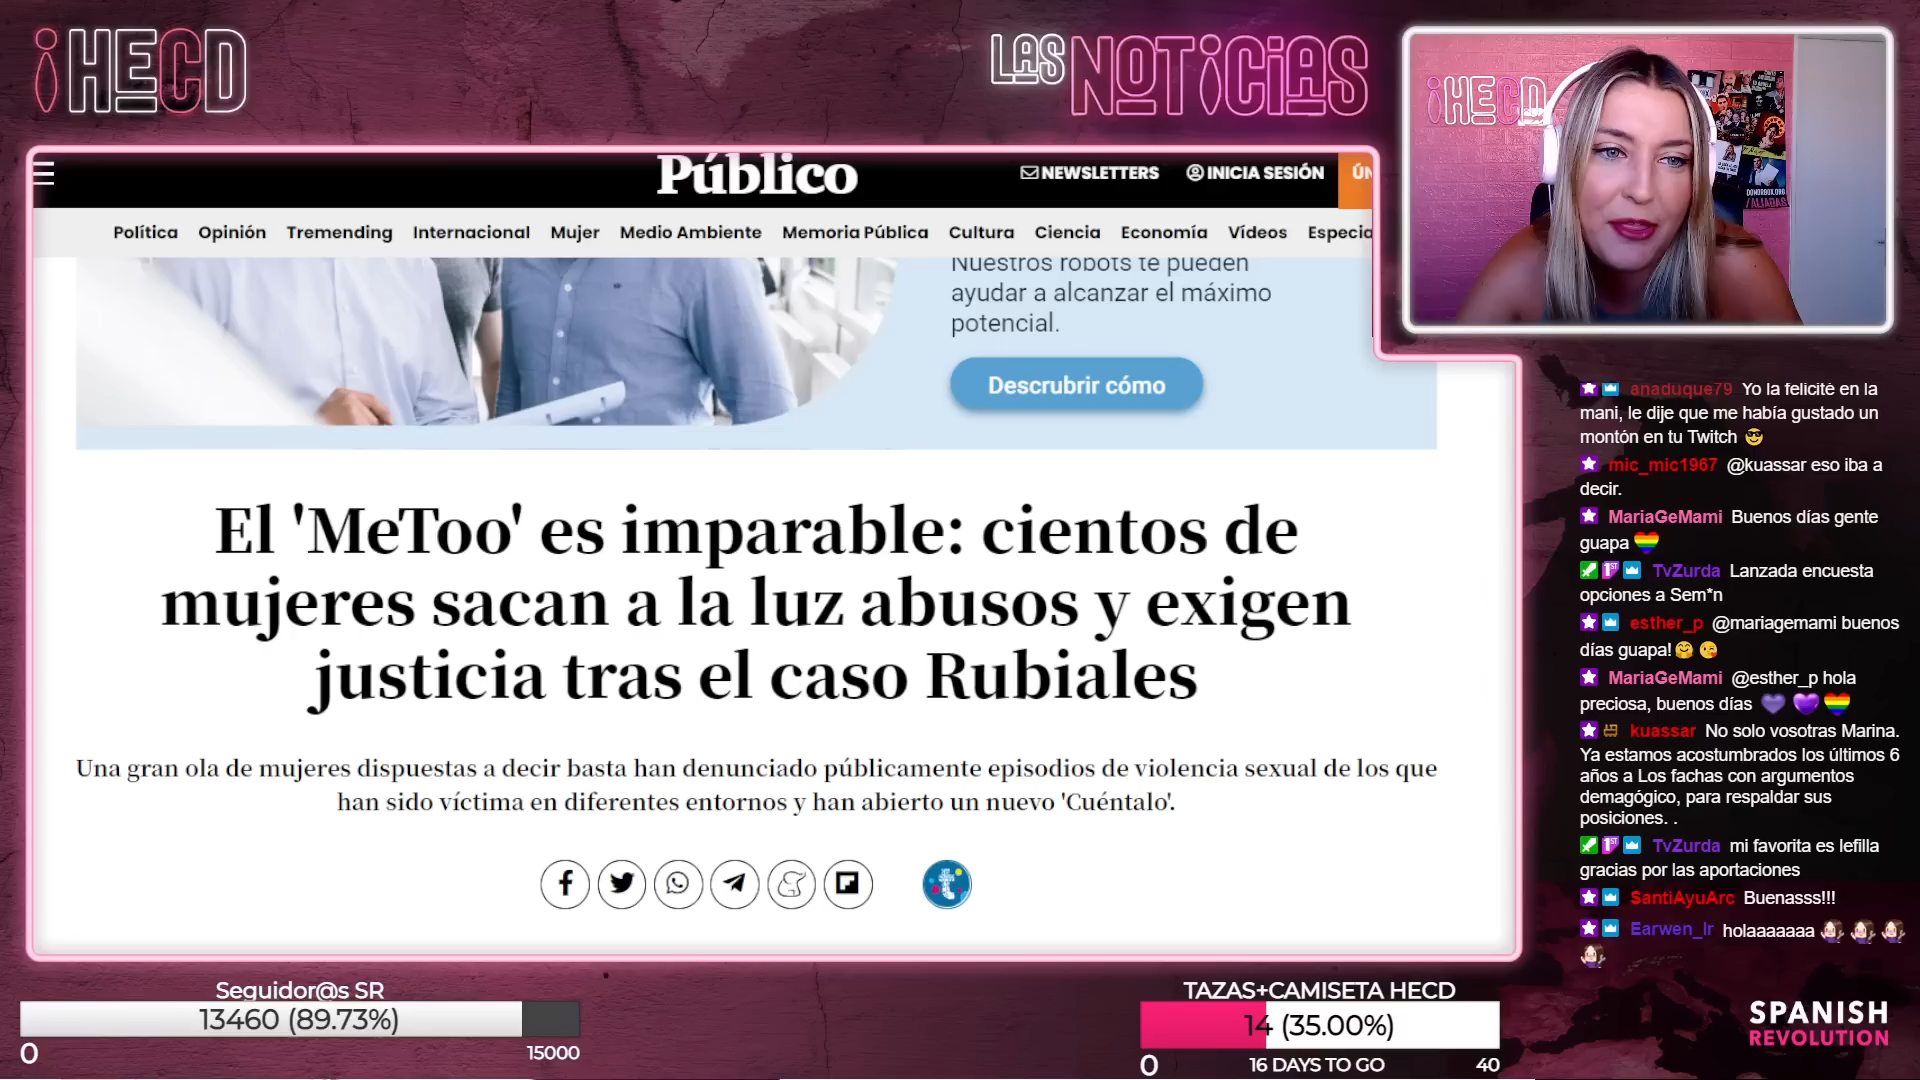 ¡HECD
LAS NOTICIAS
¡HECD
Público
NEWSLETTERS
INICIA SESIÓN
Política Opinión Tremending Internacional Mujer Medio Ambiente Memoria Pública Cultura Ciencia Economía Vídeos
Nuestros robots te pueden
ayudar a alcanzar el máximo
potencial.
Descrubrir cómo
El 'MeToo' es imparable: cientos de
mujeres sacan a la luz abusos y exigen
justicia tras el caso Rubiales
Una gran ola de mujeres dispuestas a decir basta han denunciado públicamente episodios de violencia sexual de los que
han sido víctima en diferentes entornos y han abierto un nuevo 'Cuéntalo'.
anaduque79 Yo la felicité en la
mani, le dije que me había gustado un
montón en tu Twitch 😎
mic_mic1967 @kuassar eso iba a
decir.
MariaGeMami Buenos días gente
guapa
TvZurda Lanzada encuesta
opciones a Sem*n
esther_p @mariagemami buenos
días guapa!🤗 😘
MariaGeMami @esther_p hola
preciosa, buenos días 💜 💜
kuassar No solo vosotras Marina.
Ya estamos acostumbrados los últimos 6
años a Los fachas con argumentos
demagógico, para respaldar sus
posiciones. .
TvZurda mi favorita es lefilla
gracias por las aportaciones
SantiAyuArc Buenasss!!!
Earwen_Ir holaaaaaaa
Seguidor@s SR
13460 (89.73%)
0 15000
TAZAS+CAMISETA HECD
14 (35.00%)
0 16 DAYS TO GO 40
SPANISH
REVOLUTION